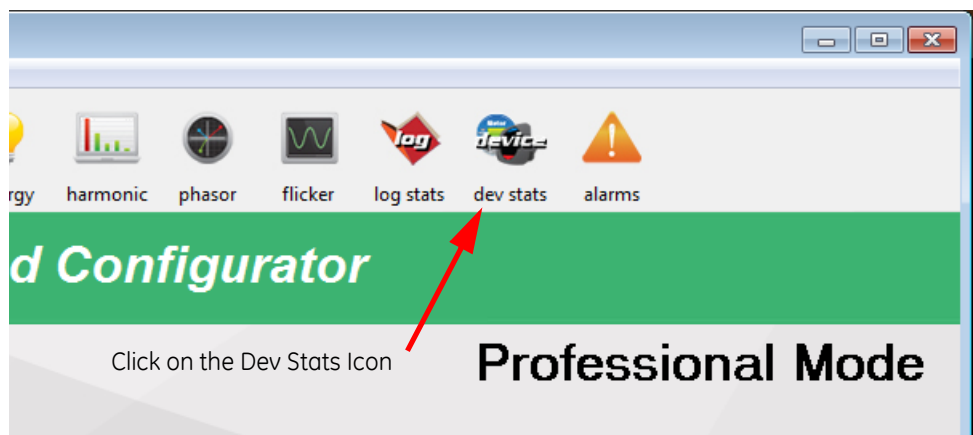 log
Meter
device
rgy harmonic phasor flicker log stats dev stats alarms
d Configurator
Click on the Dev Stats Icon
Professional Mode